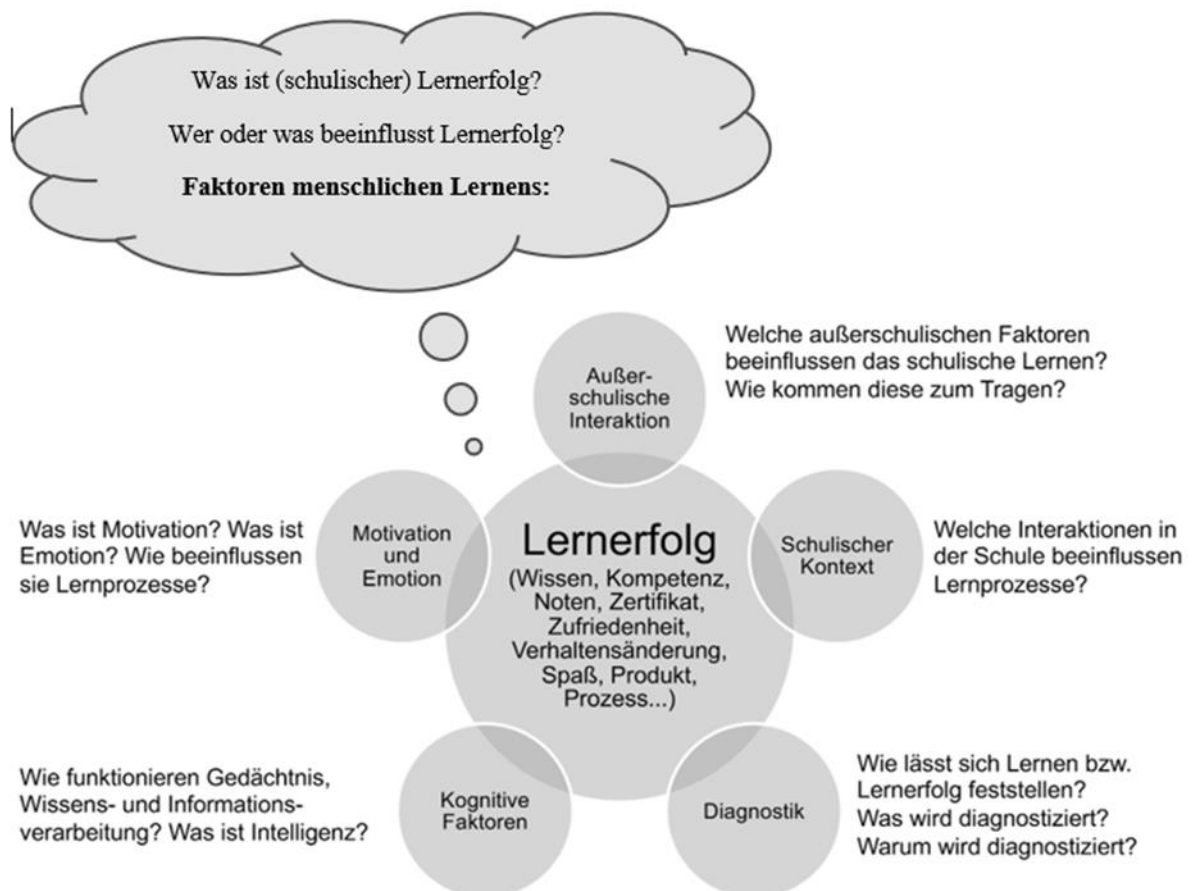 Was ist (schulischer) Lernerfolg?
Wer oder was beeinflusst Lernerfolg?
Faktoren menschlichen Lernens:
Außer-
schulische
Interaktion
Welche außerschulischen Faktoren
beeinflussen das schulische Lernen?
Wie kommen diese zum Tragen?
Was ist Motivation? Was ist
Emotion? Wie beeinflussen
sie Lernprozesse?
Motivation
und
Emotion
Lernerfolg
(Wissen, Kompetenz,
Noten, Zertifikat,
Zufriedenheit,
Verhaltensänderung,
Spaß, Produkt,
Prozess...)
Schulischer
Kontext
Welche Interaktionen in
der Schule beeinflussen
Lernprozesse?
Wie funktionieren Gedächtnis,
Wissens- und Informations-
verarbeitung? Was ist Intelligenz?
Kognitive
Faktoren
Diagnostik
Wie lässt sich Lernen bzw.
Lernerfolg feststellen?
Was wird diagnostiziert?
Warum wird diagnostiziert?